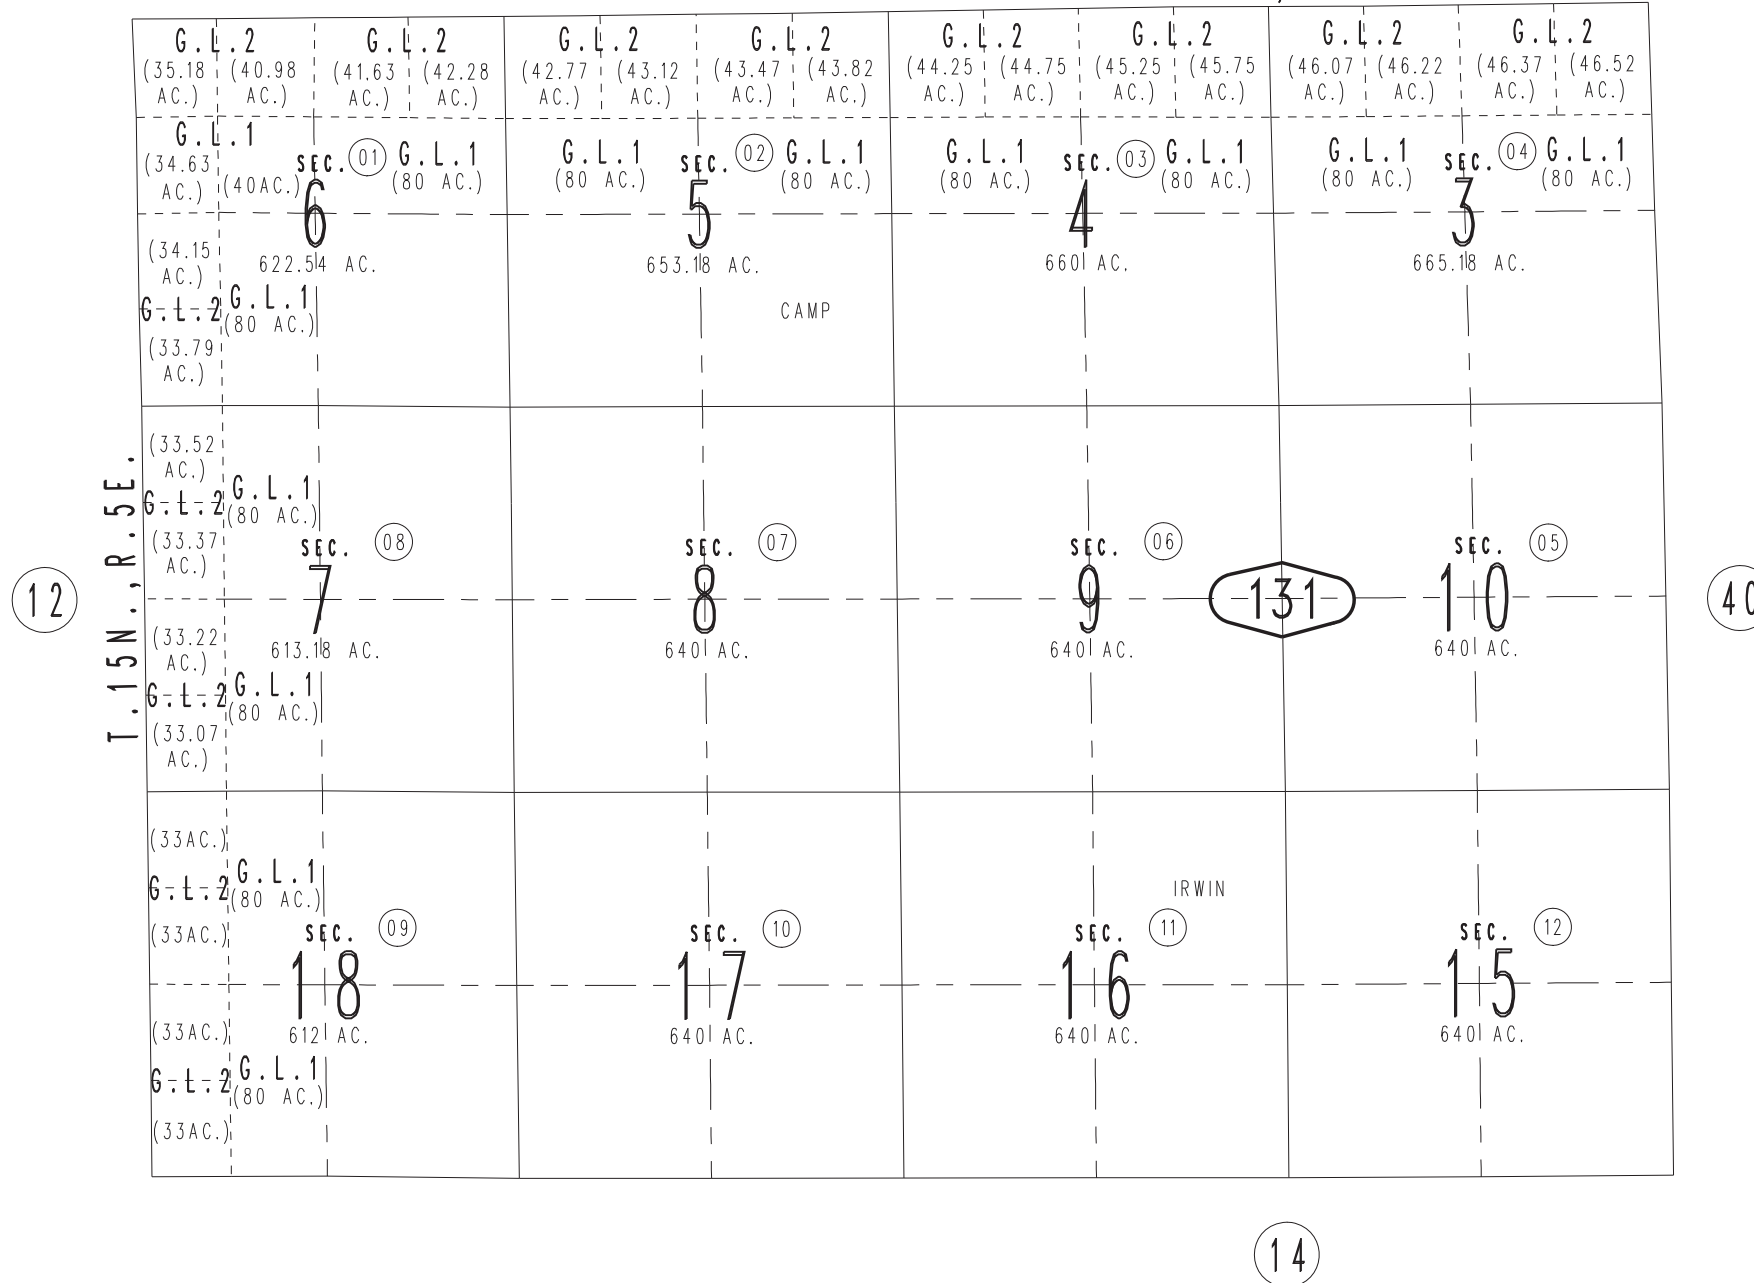 G.L.2 G.L.2 G.L.2 G.L.2 G.L.2 G.L.2 G.L.2 G.L.2
(35.18 (40.98 (41.63 (42.28 (42.77 (43.12 (43.47 (43.82 (44.25 (44.75 (45.25 (45.75 (46.07 (46.22 (46.37 (46.52
AC.) AC.) AC.) AC.) AC.) AC.) AC.) AC.) AC.) AC.) AC.) AC.) AC.) AC.) AC.) AC.)
G.L.1
(34.63
AC.)
(40AC.)
SEC. 01 G.L.1
6 (80 AC.)
622.54 AC.
G.L.1 SEC. 02 G.L.1
(80 AC.) 5 (80 AC.)
653.18 AC.
G.L.1 SEC. 03 G.L.1
(80 AC.) 4 (80 AC.)
660 AC.
G.L.1 SEC. 04 G.L.1
(80 AC.) 3 (80 AC.)
665.18 AC.
(34.15
AC.)
G.L.2 G.L.1
(80 AC.)
(33.79
AC.)
CAMP
(33.52
AC.)
G.L.2 G.L.1
(80 AC.)
(33.37
AC.)
SEC. 08
7
613.18 AC.
SEC. 07
8
640 AC.
SEC. 06
9
640 AC.
131
SEC. 05
10
640 AC.
T.15N.,R.5E.
12
40
(33.22
AC.)
G.L.2 G.L.1
(80 AC.)
(33.07
AC.)
(33AC.)
G.L.2 G.L.1
(80 AC.)
(33AC.)
IRWIN
SEC. 09
18
612 AC.
SEC. 10
17
640 AC.
SEC. 11
16
640 AC.
SEC. 12
15
640 AC.
(33AC.)
G.L.2 G.L.1
(80 AC.)
(33AC.)
14